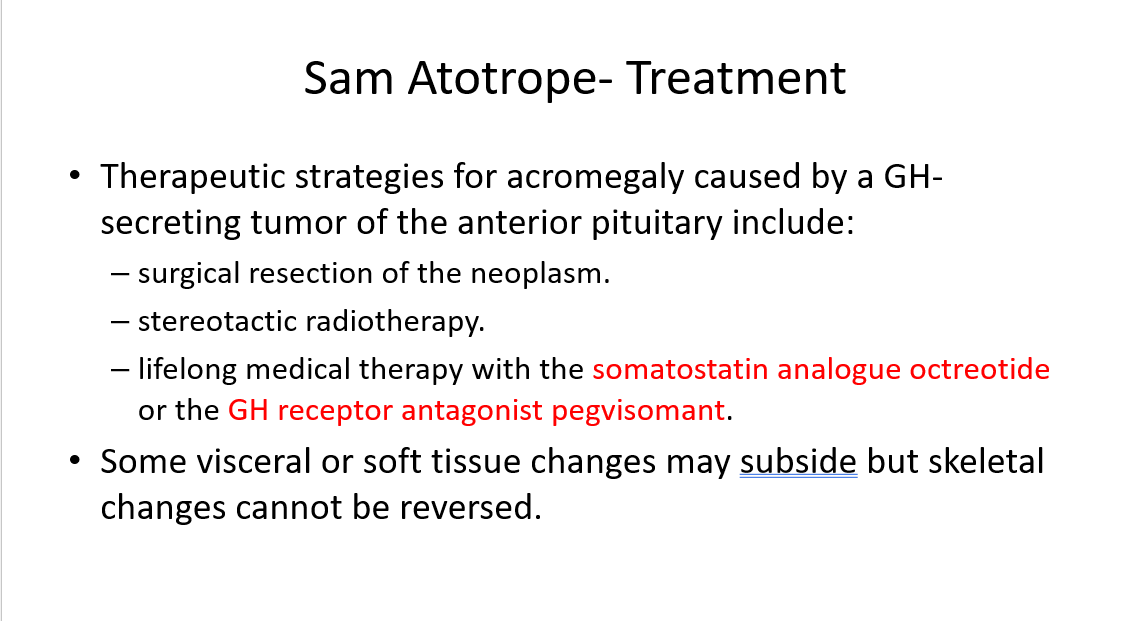 Sam Atotrope- Treatment
• Therapeutic strategies for acromegaly caused by a GH-
secreting tumor of the anterior pituitary include:
– surgical resection of the neoplasm.
– stereotactic radiotherapy.
– lifelong medical therapy with the somatostatin analogue octreotide
or the GH receptor antagonist pegvisomant.
• Some visceral or soft tissue changes may subside but skeletal
changes cannot be reversed.